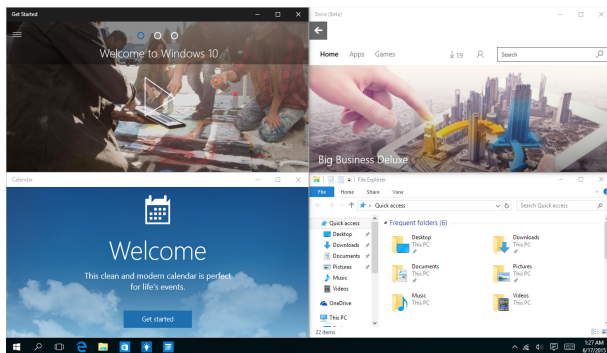 Get Started
Welcome to Windows 10
Store (Beta)
Home Apps Games 19 Search
Big Business Deluxe
Calendar
Welcome
This clean and modern calendar is perfect
for life's events.
Get started
File Explorer
File Home Share View
Quick access
Search Quick access
Quick access
Desktop
Downloads
Documents
Pictures
Music
Videos
OneDrive
This PC
22 items
Frequent folders (6)
Desktop
This PC
Downloads
This PC
Documents
This PC
Pictures
This PC
Music
This PC
Videos
This PC
1:27 AM
6/17/2015